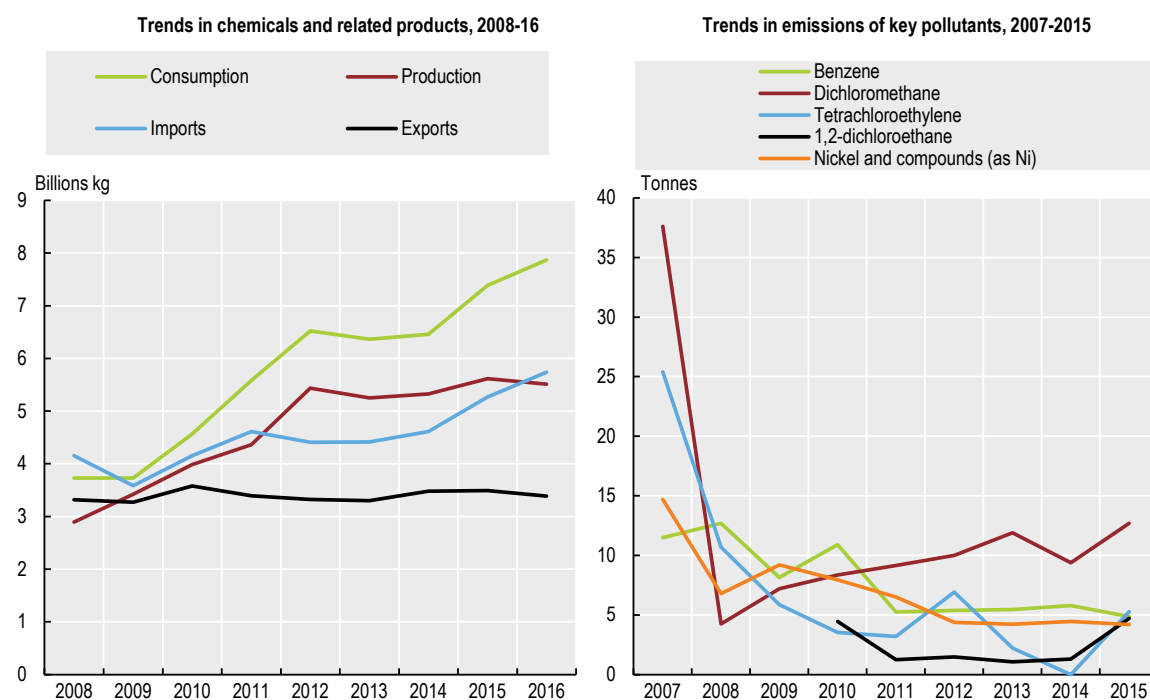 Trends in chemicals and related products, 2008-16
Consumption
Production
Imports
Exports
Billions kg
9
8
7
6
5
4
3
2
1
0
2008 2009 2010 2011 2012 2013 2014 2015 2016
Trends in emissions of key pollutants, 2007-2015
Benzene
Dichloromethane
Tetrachloroethylene
1,2-dichloroethane
Nickel and compounds (as Ni)
Tonnes
40
35
30
25
20
15
10
5
0
2007 2008 2009 2010 2011 2012 2013 2014 2015